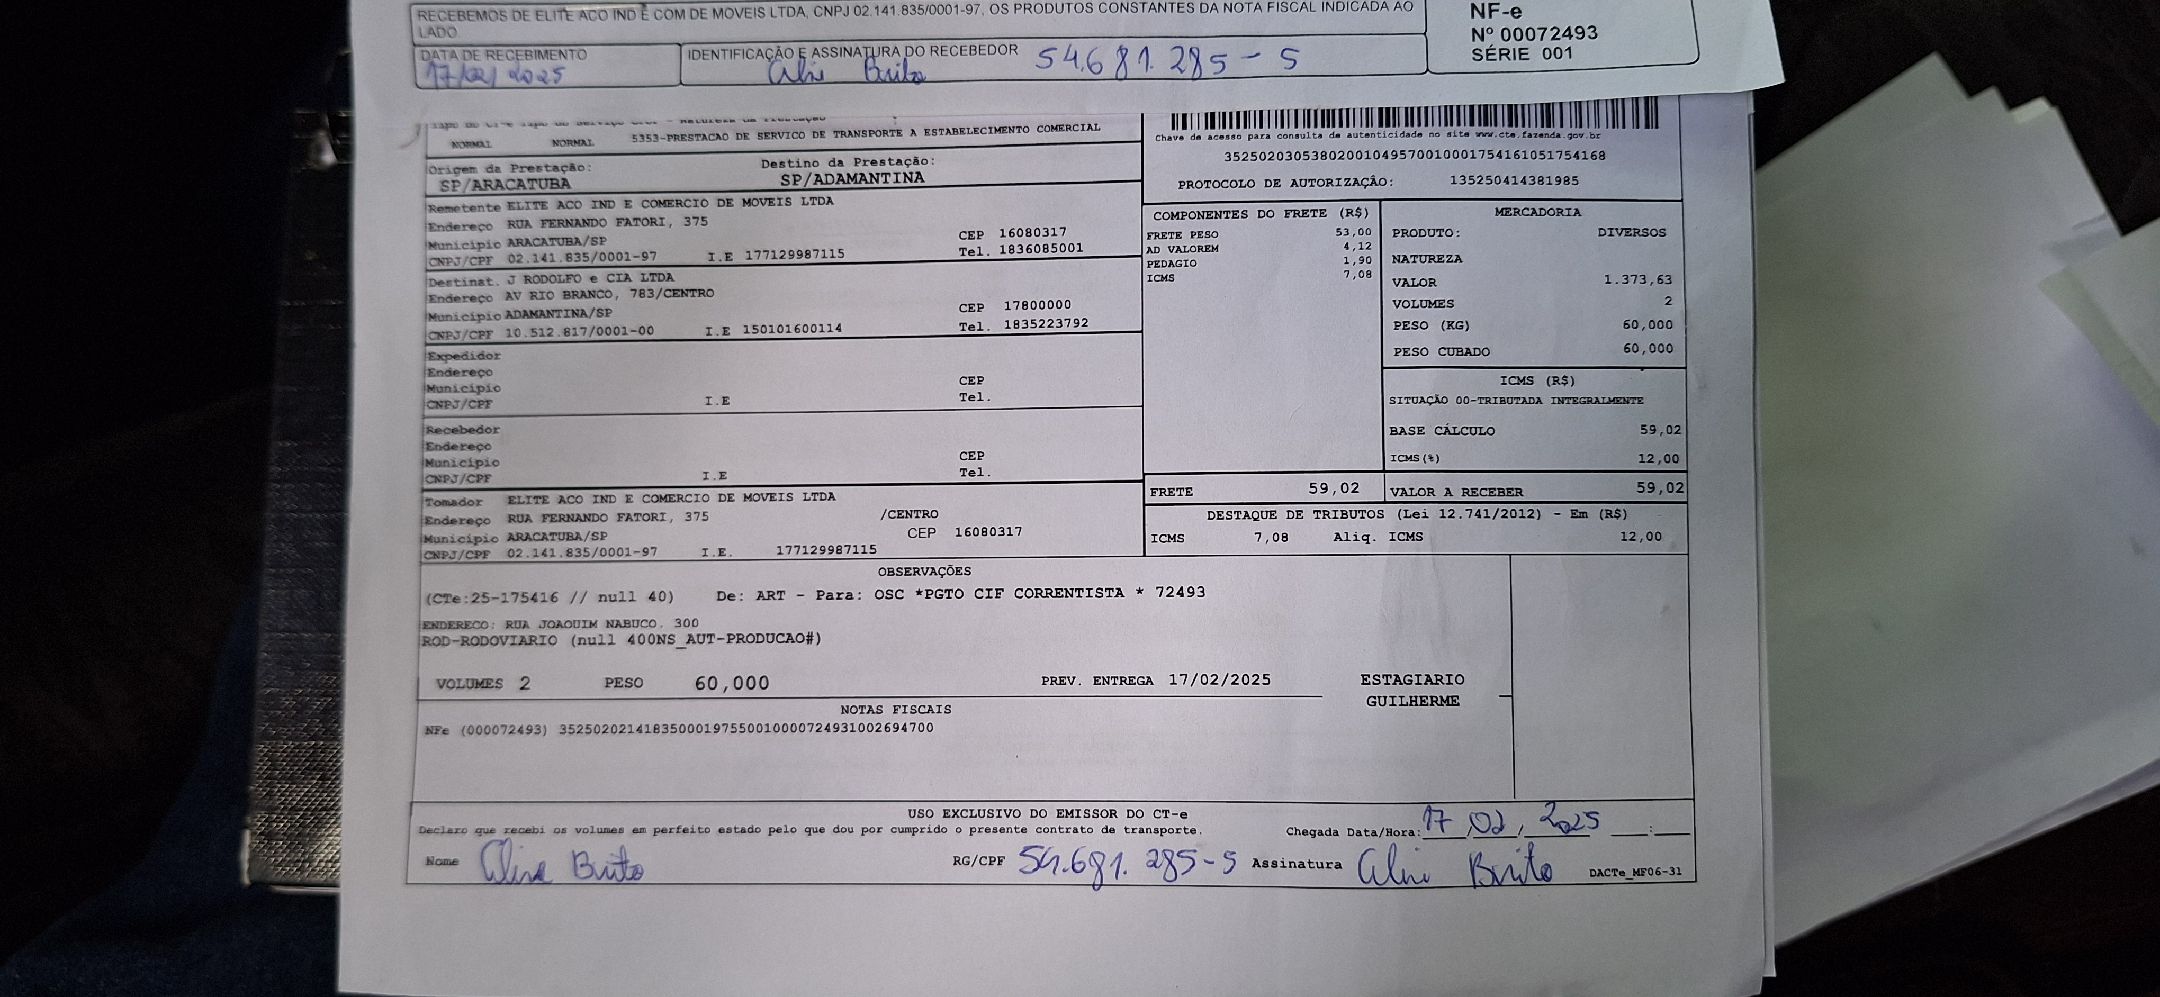 RECEBEMOS DE ELITE ACO IND E COM DE MOVEIS LTDA, CNPJ 02.141.835/0001-97, OS PRODUTOS CONSTANTES DA NOTA FISCAL INDICADA AO
LADO
DATA DE RECEBIMENTO
17/02/2025
IDENTIFICAÇÃO E ASSINATURA DO RECEBEDOR
Brito 54.681.285-5
NF-e
Nº 00072493
SÉRIE 001
NORMAL NORMAL 5353-PRESTACAO DE SERVICO DE TRANSPORTE A ESTABELECIMENTO COMERCIAL
Origem da Prestação: Destino da Prestação:
SP/ARACATUBA SP/ADAMANTINA
Chave de acesso para consulta de autenticidade no site www.cte.fazenda.gov.br
35250203053802001049570010001754161051754168
PROTOCOLO DE AUTORIZAÇÃO: 135250414381985
Remetente ELITE ACO IND E COMERCIO DE MOVEIS LTDA
Endereço RUA FERNANDO FATORI, 375
Município ARACATUBA/SP CEP 16080317
CNPJ/CPF 02.141.835/0001-97 I.E 177129987115 Tel. 1836085001
Destinat. J RODOLFO e CIA LTDA
Endereço AV RIO BRANCO, 783/CENTRO
Município ADAMANTINA/SP CEP 17800000
CNPJ/CPF 10.512.817/0001-00 I.E 150101600114 Tel. 1835223792
Expedidor
Endereço
Município CEP
CNPJ/CPF I.E Tel.
Recebedor
Endereço
Município CEP
CNPJ/CPF I.E Tel.
Tomador ELITE ACO IND E COMERCIO DE MOVEIS LTDA
Endereço RUA FERNANDO FATORI, 375 /CENTRO
Município ARACATUBA/SP CEP 16080317
CNPJ/CPF 02.141.835/0001-97 I.E. 177129987115
COMPONENTES DO FRETE (R$)
FRETE PESO 53,00
AD VALOREM 4,12
PEDAGIO 1,90
ICMS 7,08
MERCADORIA
PRODUTO: DIVERSOS
NATUREZA
VALOR 1.373,63
VOLUMES 2
PESO (KG) 60,000
PESO CUBADO 60,000
ICMS (R$)
SITUAÇÃO 00-TRIBUTADA INTEGRALMENTE
BASE CÁLCULO 59,02
ICMS(%) 12,00
FRETE 59,02 VALOR A RECEBER 59,02
DESTAQUE DE TRIBUTOS (Lei 12.741/2012) - Em (R$)
ICMS 7,08 Aliq. ICMS 12,00
OBSERVAÇÕES
(CTe:25-175416 // null 40) De: ART - Para: OSC *PGTO CIF CORRENTISTA * 72493
ENDERECO: RUA JOAQUIM NABUCO, 300
ROD-RODOVIARIO (null 400NS_AUT-PRODUCAO#)
VOLUMES 2 PESO 60,000 PREV. ENTREGA 17/02/2025 ESTAGIARIO
GUILHERME
NOTAS FISCAIS
NFe (000072493) 35250202141835000197550010000724931002694700
USO EXCLUSIVO DO EMISSOR DO CT-e
Declaro que recebi os volumes em perfeito estado pelo que dou por cumprido o presente contrato de transporte. Chegada Data/Hora: 17/02/2025 __:__
Nome Aline Brito RG/CPF 54.681.285-5 Assinatura Brito DACTe_MF06-31